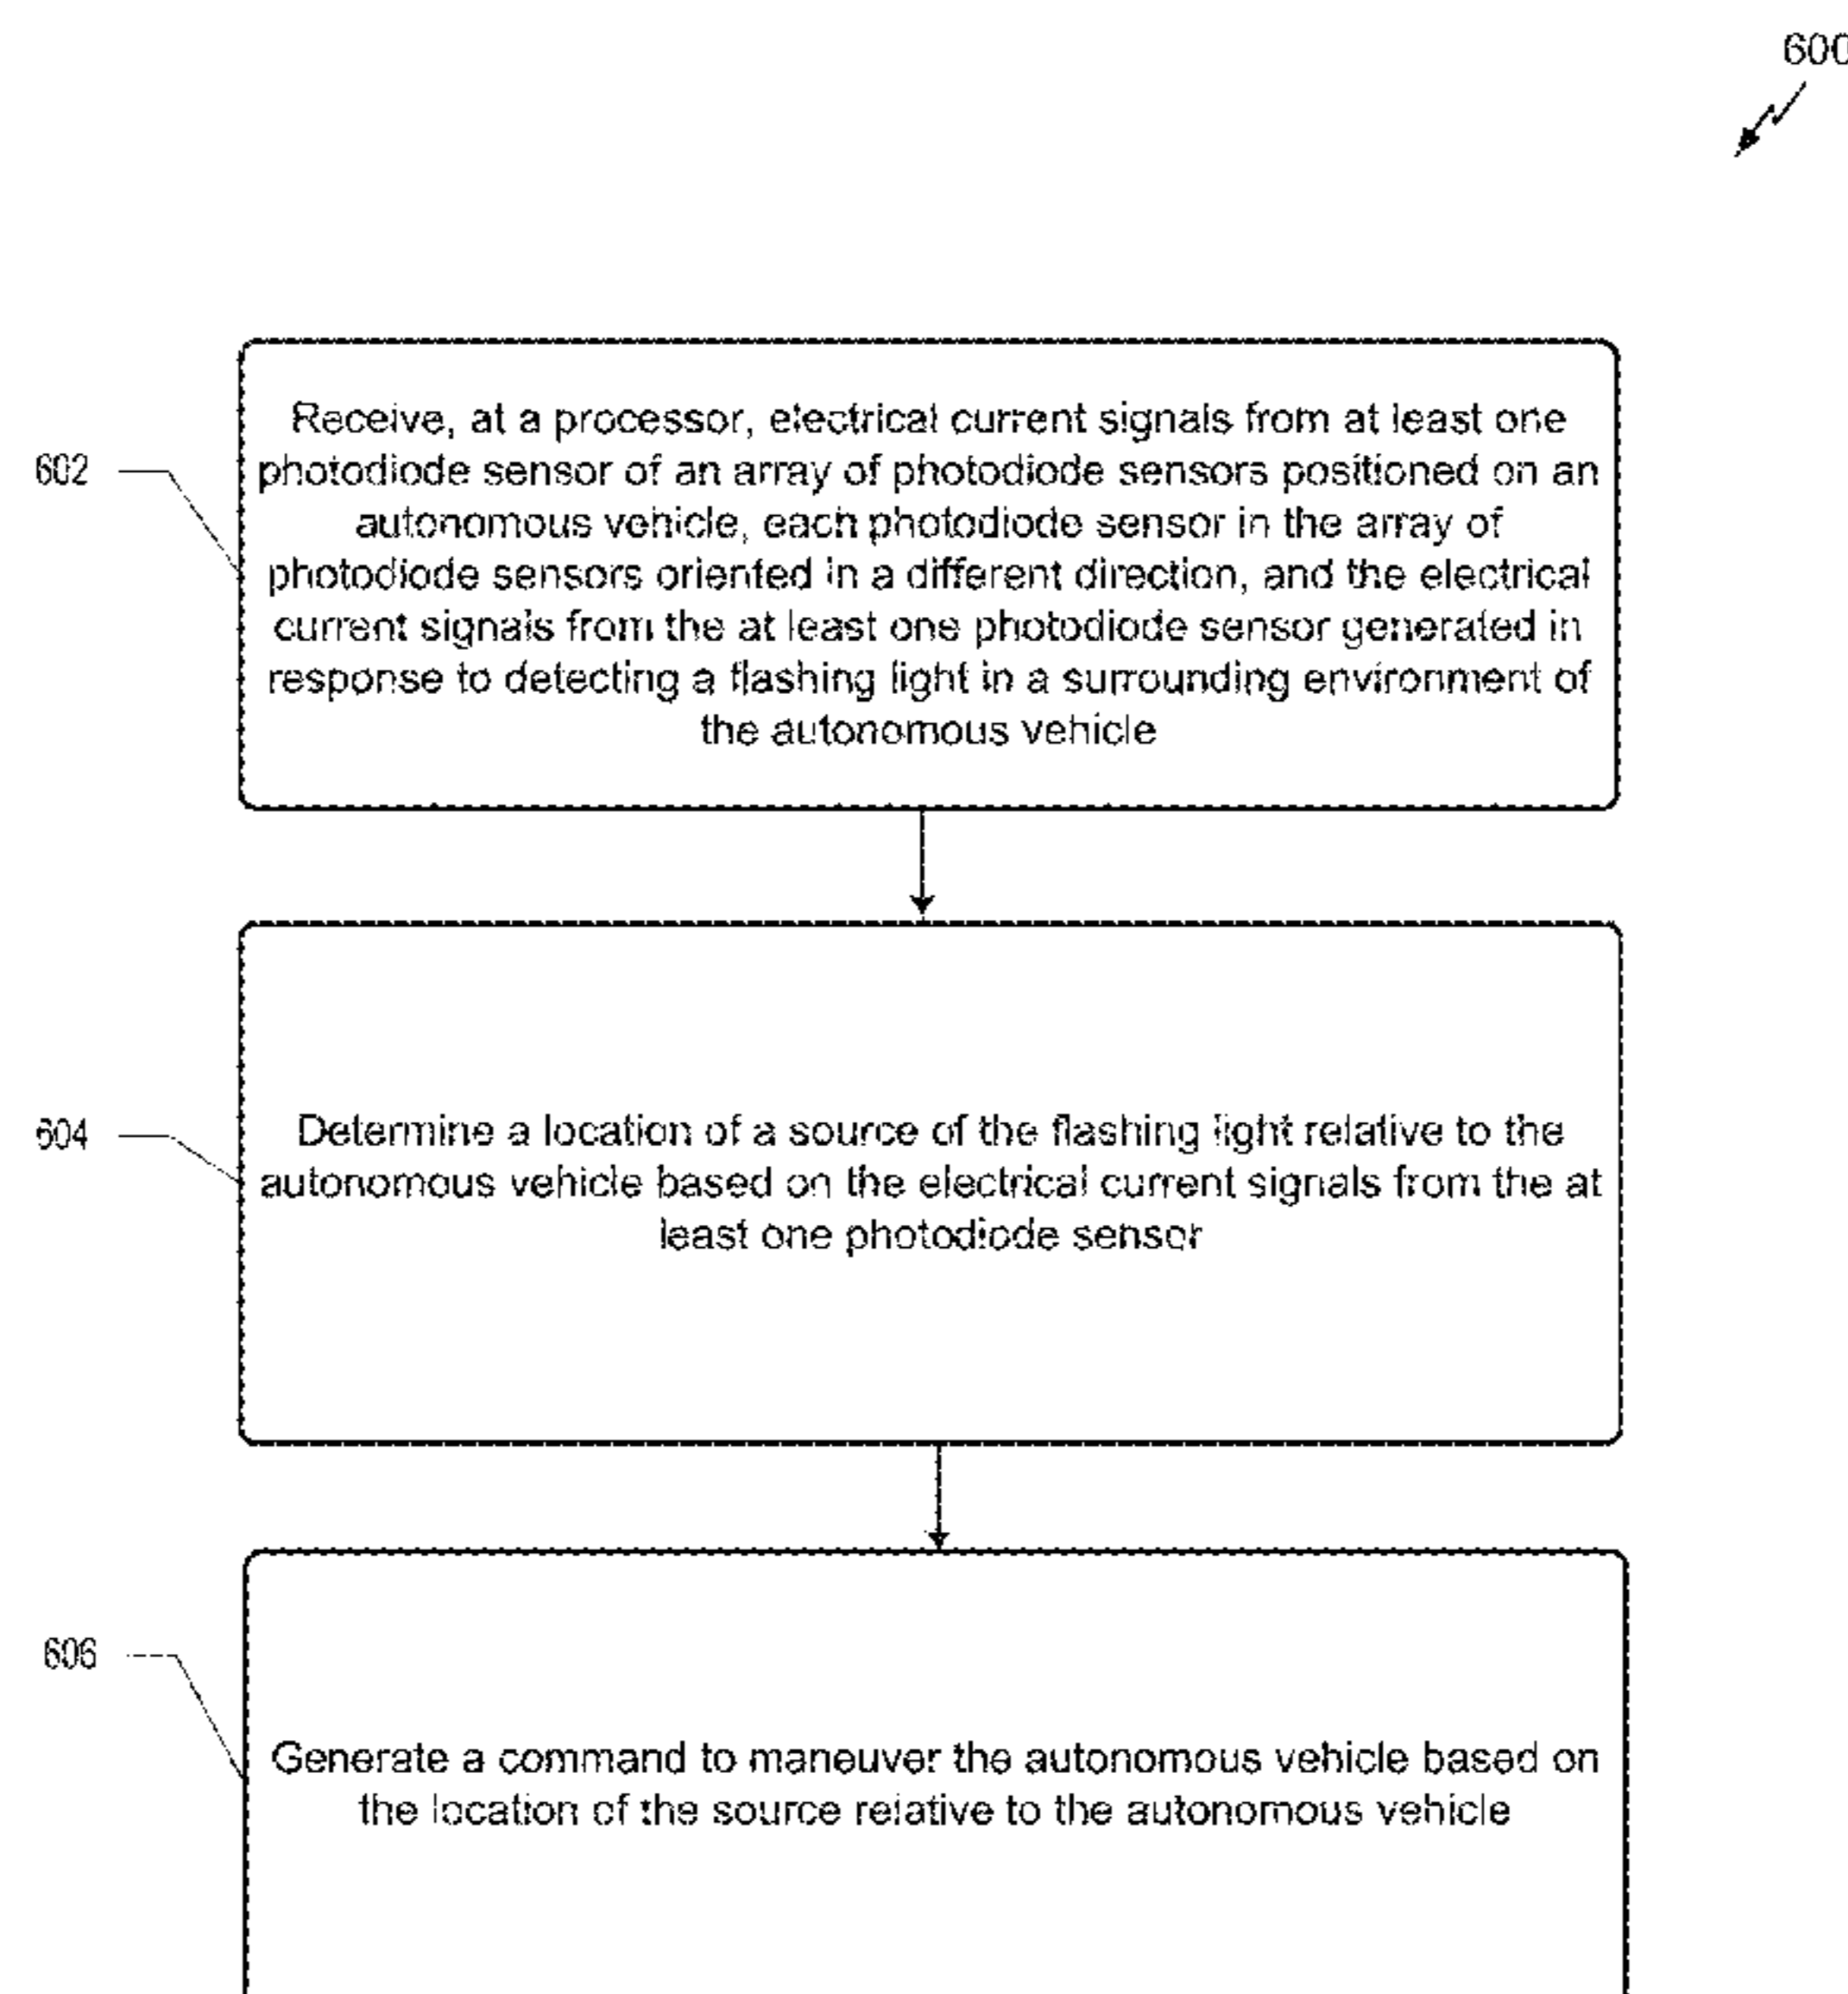 600
602
Receive, at a processor, electrical current signals from at least one
photodiode sensor of an array of photodiode sensors positioned on an
autonomous vehicle, each photodiode sensor in the array of
photodiode sensors oriented in a different direction, and the electrical
current signals from the at least one photodiode sensor generated in
response to detecting a flashing light in a surrounding environment of
the autonomous vehicle
604
Determine a location of a source of the flashing light relative to the
autonomous vehicle based on the electrical current signals from the at
least one photodiode sensor
606
Generate a command to maneuver the autonomous vehicle based on
the location of the source relative to the autonomous vehicle